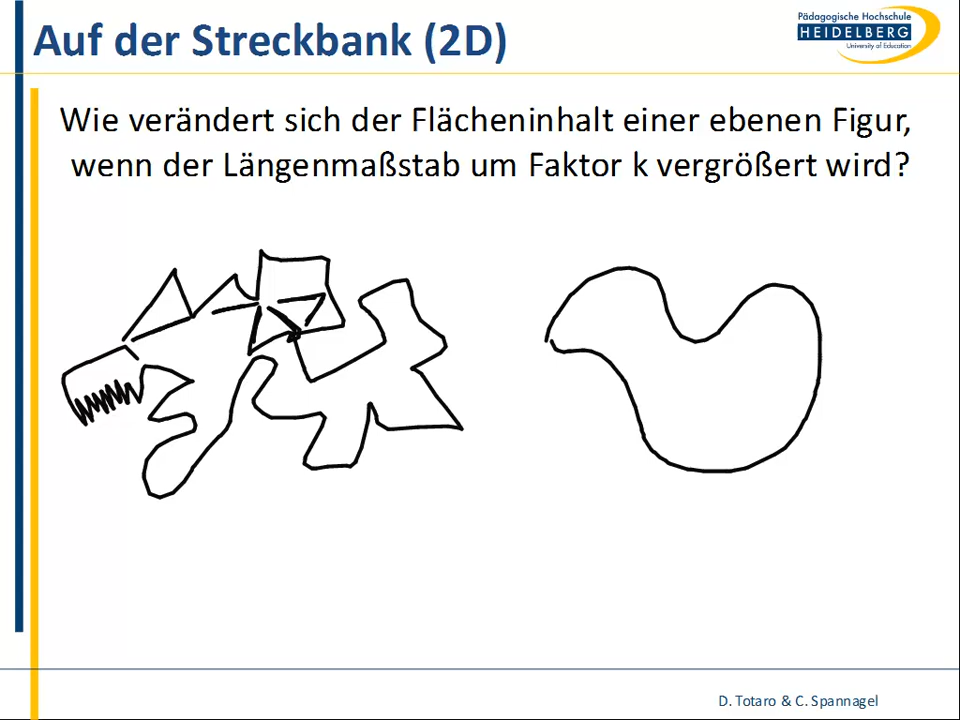 Auf der Streckbank (2D)
Pädagogische Hochschule
HEIDELBERG
University of Education
Wie verändert sich der Flächeninhalt einer ebenen Figur,
wenn der Längenmaßstab um Faktor k vergrößert wird?
D. Totaro & C. Spannagel